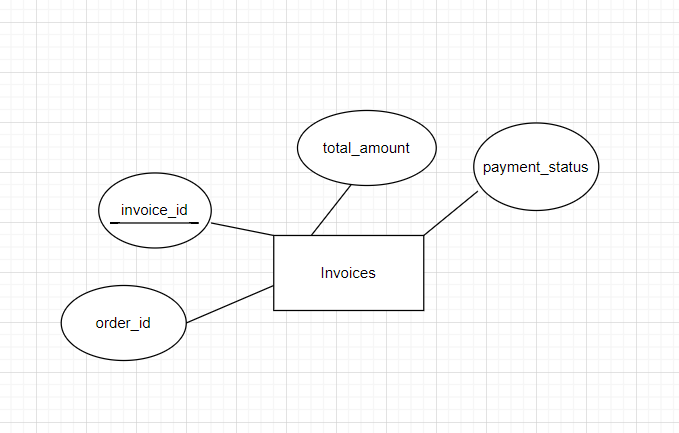 total_amount
payment_status
invoice_id
Invoices
order_id